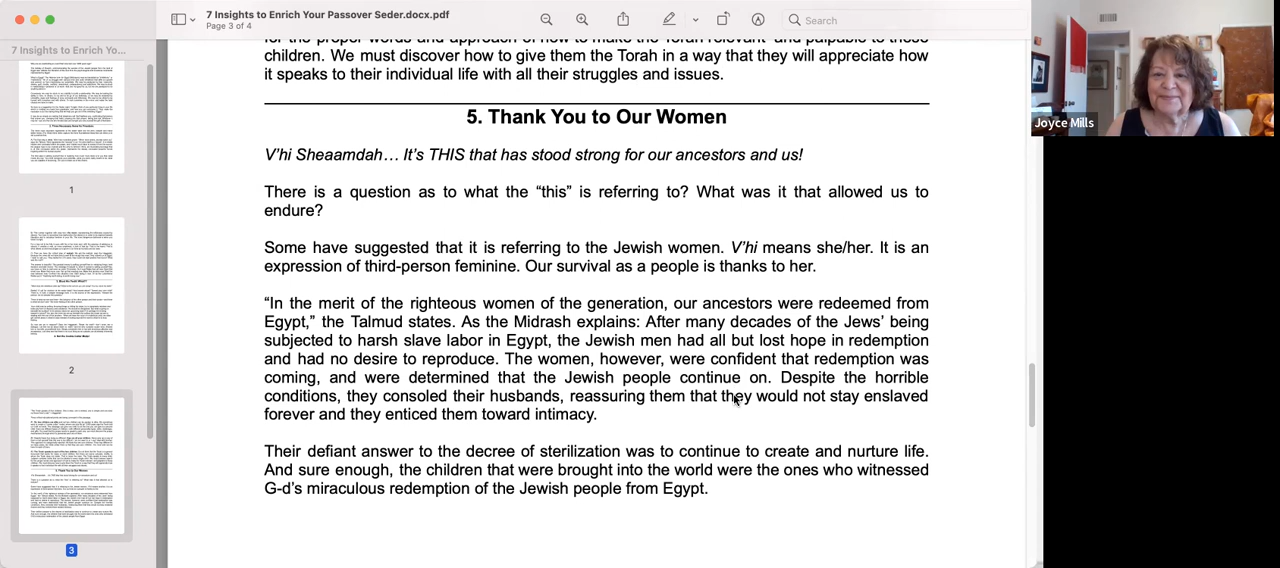 7 Insights to Enrich Your Passover Seder.docx.pdf
Page 3 of 4
Search
7 Insights to Enrich Yo...
1
2
3
Joyce Mills
for the proper words and approach of how to make the Torah relevant and palpable to these
children. We must discover how to give them the Torah in a way that they will appreciate how
it speaks to their individual life with all their struggles and issues.
5. Thank You to Our Women
V’hi Sheaamdah… It’s THIS that has stood strong for our ancestors and us!
There is a question as to what the “this” is referring to? What was it that allowed us to
endure?
Some have suggested that it is referring to the Jewish women. V’hi means she/her. It is an
expression of third-person feminine. Our survival as a people is thanks to her.
“In the merit of the righteous women of the generation, our ancestors were redeemed from
Egypt,” the Talmud states. As the Midrash explains: After many decades of the Jews’ being
subjected to harsh slave labor in Egypt, the Jewish men had all but lost hope in redemption
and had no desire to reproduce. The women, however, were confident that redemption was
coming, and were determined that the Jewish people continue on. Despite the horrible
conditions, they consoled their husbands, reassuring them that they would not stay enslaved
forever and they enticed them toward intimacy.
Their defiant answer to the decree of sterilization was to continue to create and nurture life.
And sure enough, the children that were brought into the world were the ones who witnessed
G-d’s miraculous redemption of the Jewish people from Egypt.